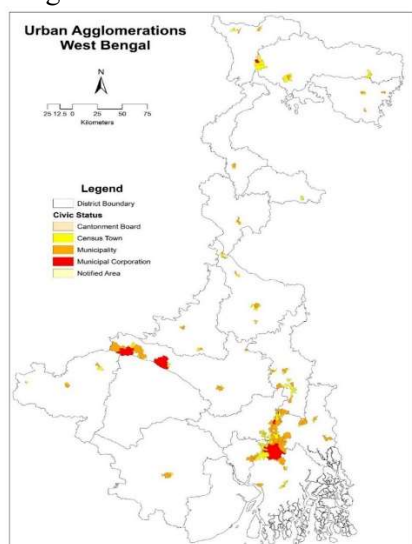 Urban Agglomerations
West Bengal
N
25 12.5 0 25 50 75
Kilometers
Legend
District Boundary
Civic Status
Cantonment Board
Census Town
Municipality
Municipal Corporation
Notified Area